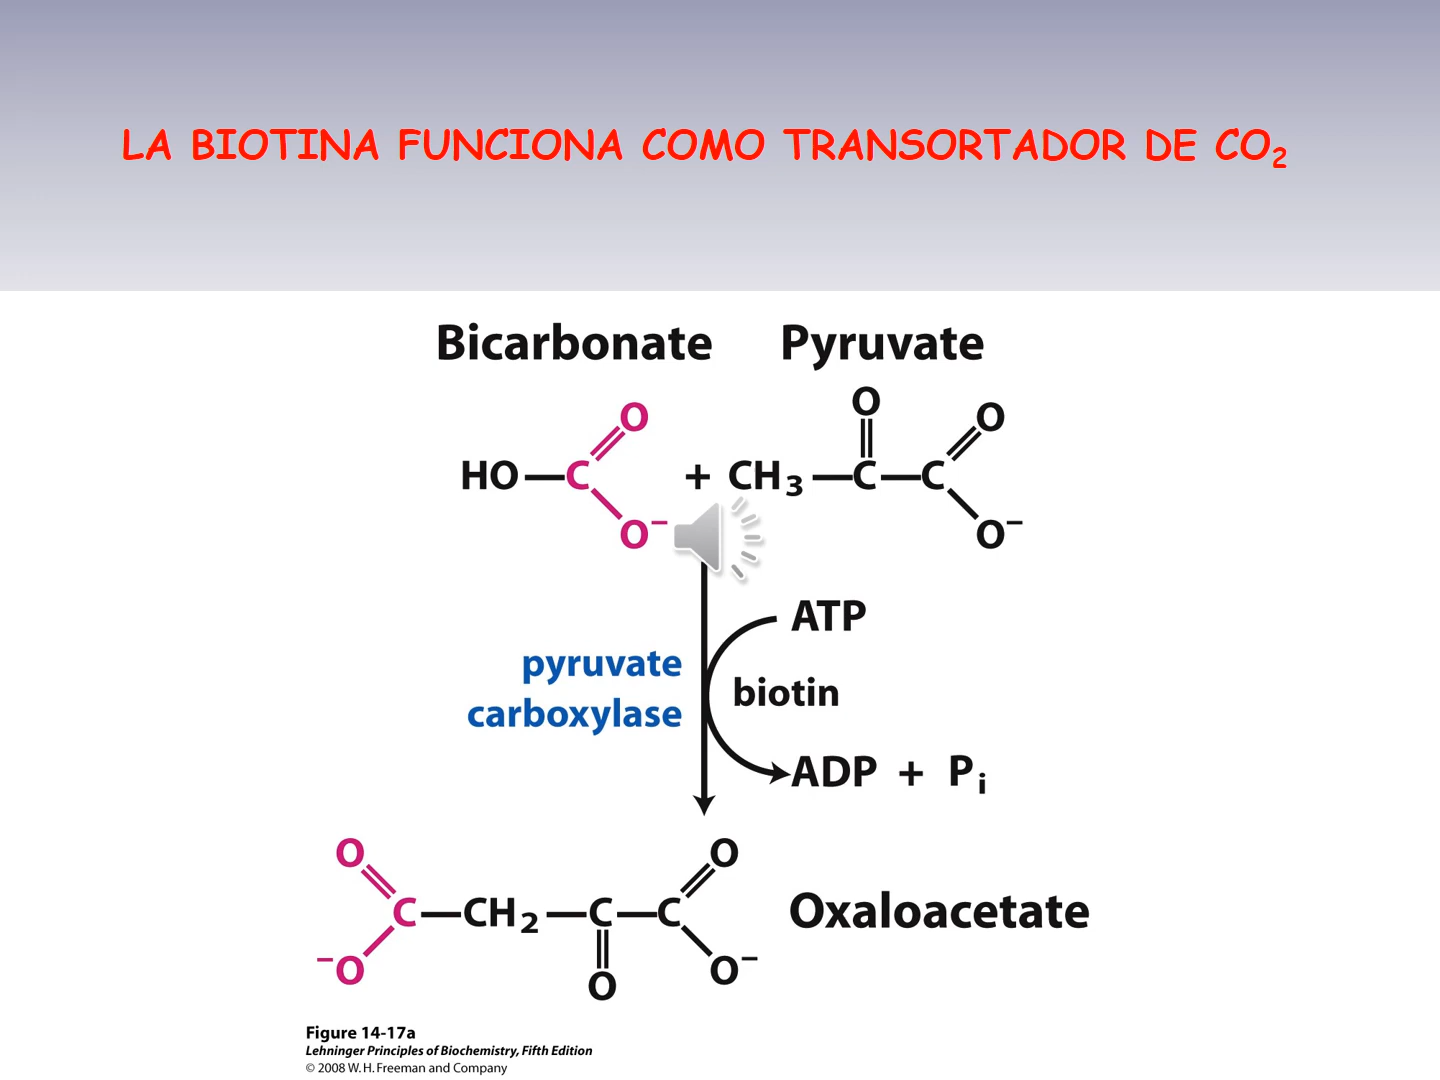 LA BIOTINA FUNCIONA COMO TRANSORTADOR DE CO2
Bicarbonate Pyruvate
O O O
HO—C + CH3—C—C
O− O−
ATP
pyruvate
biotin
carboxylase
ADP + Pi
O O
C—CH2—C—C Oxaloacetate
−O O−
O
Figure 14-17a
Lehninger Principles of Biochemistry, Fifth Edition
© 2008 W. H. Freeman and Company